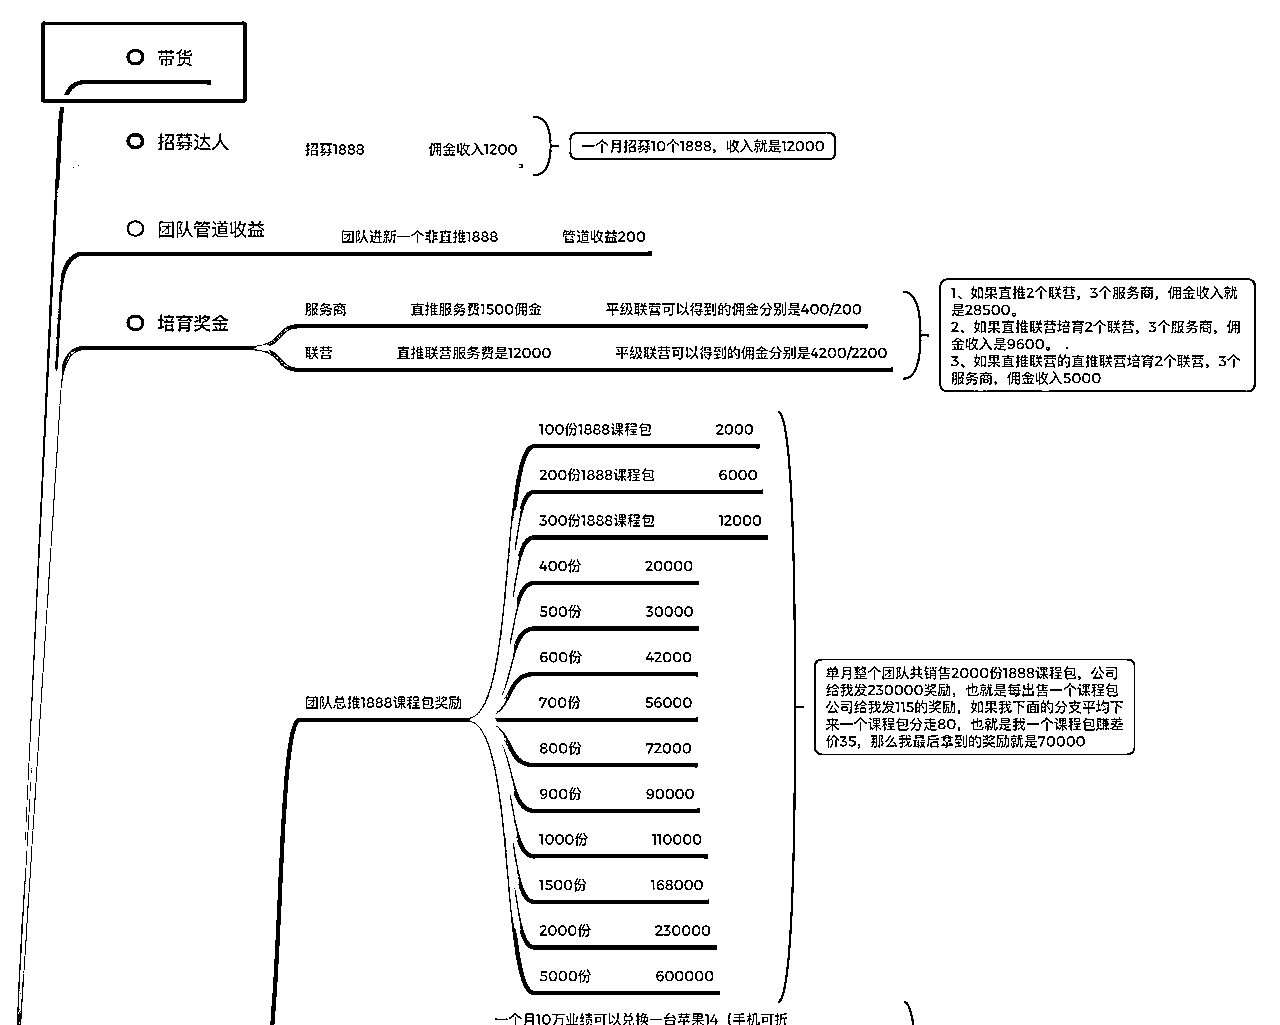 带货
招募达人 招募1888 佣金收入1200 一个月招募10个1888，收入就是12000
团队管道收益 团队进新一个非直推1888 管道收益200
培育奖金
服务商 直推服务费1500佣金 平级联营可以得到的佣金分别是400/200
联营 直推联营服务费是12000 平级联营可以得到的佣金分别是4200/2200
1、如果直推2个联营，3个服务商，佣金收入就
是28500。
2、如果直推联营培育2个联营，3个服务商，佣
金收入是9600。
3、如果直推联营的直推联营培育2个联营，3个
服务商，佣金收入5000
团队总推1888课程包奖励
100份1888课程包 2000
200份1888课程包 6000
300份1888课程包 12000
400份 20000
500份 30000
600份 42000
700份 56000
800份 72000
900份 90000
1000份 110000
1500份 168000
2000份 230000
5000份 600000
单月整个团队共销售2000份1888课程包，公司
给我发230000奖励，也就是每出售一个课程包
公司给我发115的奖励，如果我下面的分支平均下
来一个课程包分走80，也就是我一个课程包赚差
价35，那么我最后拿到的奖励就是70000
一个月10万业绩可以兑换一台苹果14（手机可折